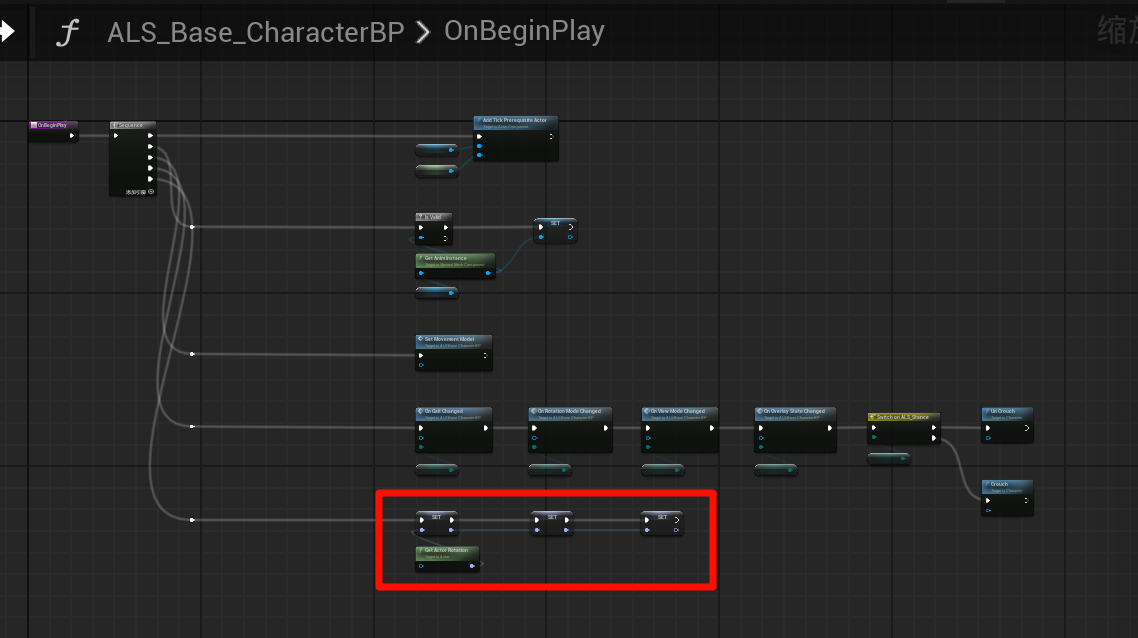 ALS_Base_CharacterBP > OnBeginPlay
缩放
OnBeginPlay
Sequence
添加引脚
Add Tick Prerequisite Actor
Target is Actor Component
Is Valid
SET
Get Anim Instance
Target is Skeletal Mesh Component
Set Movement Model
Target is ALS Base Character BP
On Gait Changed
Target is ALS Base Character BP
On Rotation Mode Changed
Target is ALS Base Character BP
On View Mode Changed
Target is ALS Base Character BP
On Overlay State Changed
Target is ALS Base Character BP
Switch on ALS_Stance
Un Crouch
Target is Character
Crouch
Target is Character
SET
SET
SET
Get Actor Rotation
Target is Actor